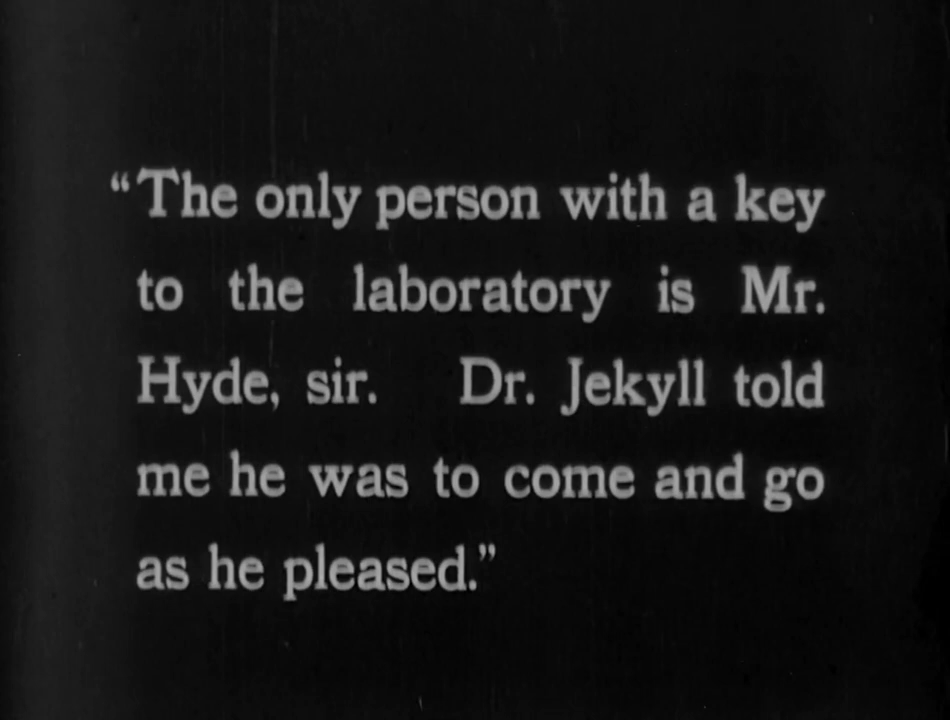 “The only person with a key
to the laboratory is Mr.
Hyde, sir. Dr. Jekyll told
me he was to come and go
as he pleased.”